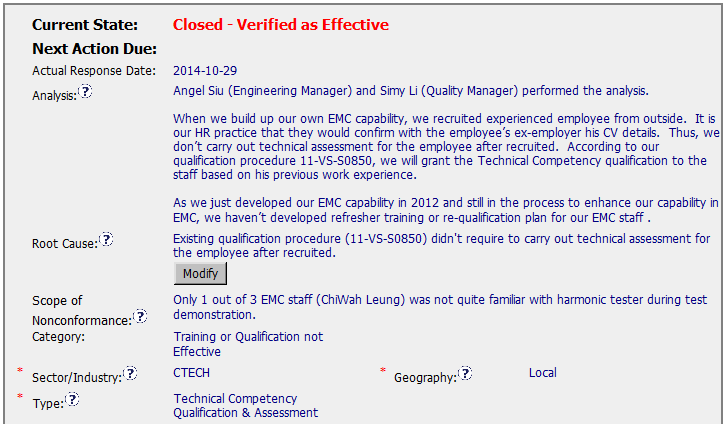 Current State: Closed - Verified as Effective
Next Action Due:
Actual Response Date: 2014-10-29
Analysis:? Angel Siu (Engineering Manager) and Simy Li (Quality Manager) performed the analysis.
When we build up our own EMC capability, we recruited experienced employee from outside. It is
our HR practice that they would confirm with the employee's ex-employer his CV details. Thus, we
don't carry out technical assessment for the employee after recruited. According to our
qualification procedure 11-VS-S0850, we will grant the Technical Competency qualification to the
staff based on his previous work experience.
As we just developed our EMC capability in 2012 and still in the process to enhance our capability in
EMC, we haven't developed refresher training or re-qualification plan for our EMC staff .
Root Cause:? Existing qualification procedure (11-VS-S0850) didn't require to carry out technical assessment for
the employee after recruited.
Modify
Scope of Only 1 out of 3 EMC staff (ChiWah Leung) was not quite familiar with harmonic tester during test
Nonconformance:? demonstration.
Category: Training or Qualification not
Effective
* Sector/Industry:? CTECH * Geography:? Local
* Type:? Technical Competency
Qualification & Assessment